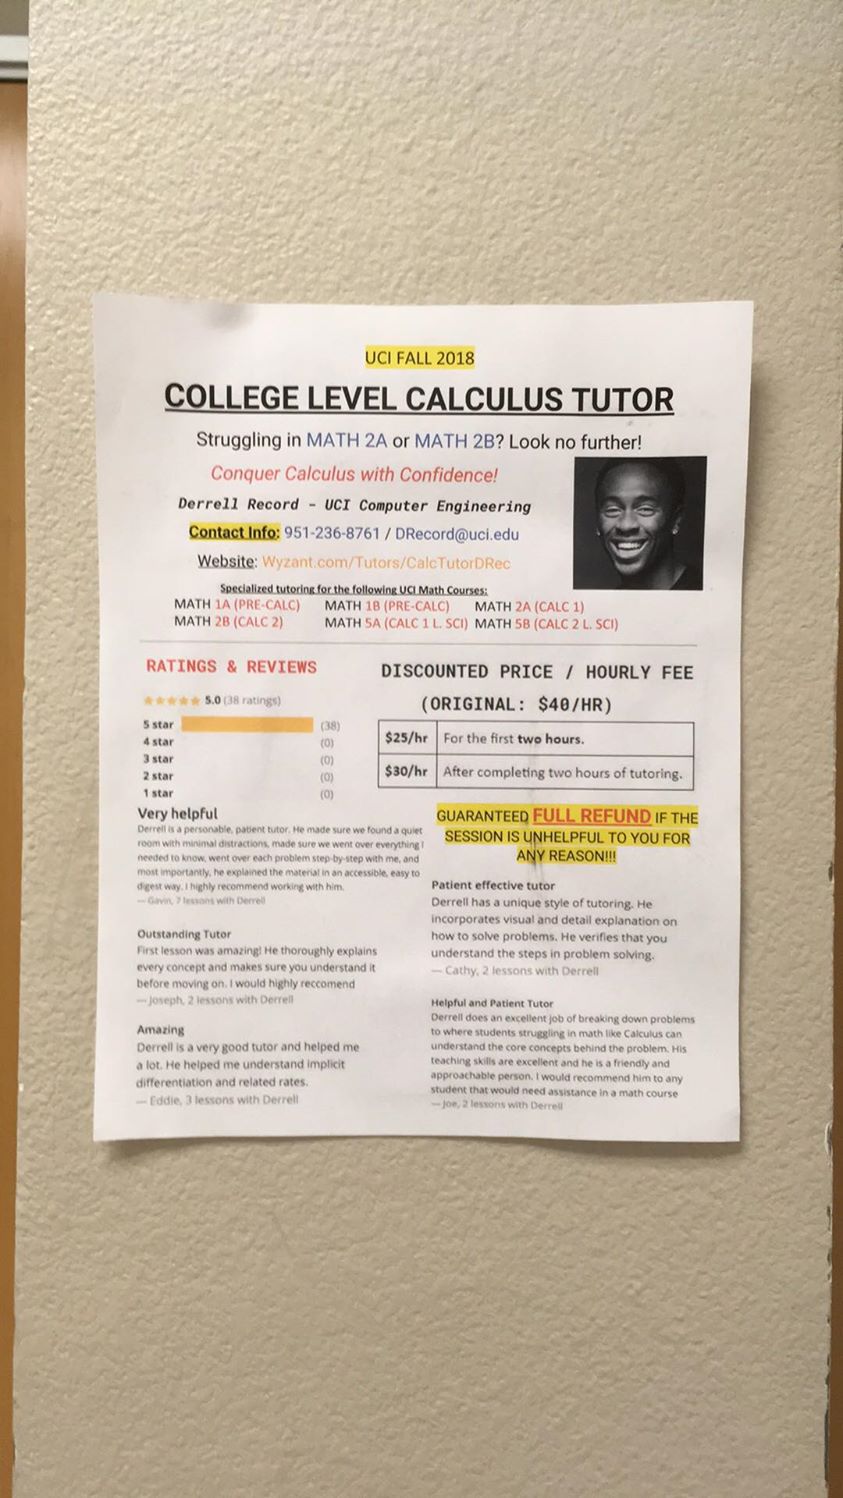 UCI FALL 2018
COLLEGE LEVEL CALCULUS TUTOR
Struggling in MATH 2A or MATH 2B? Look no further!
Conquer Calculus with Confidence!
Derrell Record - UCI Computer Engineering
Contact Info: 951-236-8761 / DRecord@uci.edu
Website: Wyzant.com/Tutors/CalcTutorDRec
Specialized tutoring for the following UCI Math Courses:
MATH 1A (PRE-CALC) MATH 1B (PRE-CALC) MATH 2A (CALC 1)
MATH 2B (CALC 2) MATH 5A (CALC 1 L. SCI) MATH 5B (CALC 2 L. SCI)
RATINGS & REVIEWS
5.0 (38 ratings)
5 star (38)
4 star (0)
3 star (0)
2 star (0)
1 star (0)
Very helpful
Derrell is a personable, patient tutor. He made sure we found a quiet
room with minimal distractions, made sure we went over everything I
needed to know, went over each problem step-by-step with me, and
most importantly, he explained the material in an accessible, easy to
digest way. I highly recommend working with him.
— Gavin, 7 lessons with Derrell
Outstanding Tutor
First lesson was amazing! He thoroughly explains
every concept and makes sure you understand it
before moving on. I would highly reccomend
— Joseph, 2 lessons with Derrell
Amazing
Derrell is a very good tutor and helped me
a lot. He helped me understand implicit
differentiation and related rates.
— Eddie, 3 lessons with Derrell
DISCOUNTED PRICE / HOURLY FEE
(ORIGINAL: $40/HR)
$25/hr For the first two hours.
$30/hr After completing two hours of tutoring.
GUARANTEED FULL REFUND IF THE
SESSION IS UNHELPFUL TO YOU FOR
ANY REASON!!!
Patient effective tutor
Derrell has a unique style of tutoring. He
incorporates visual and detail explanation on
how to solve problems. He verifies that you
understand the steps in problem solving.
— Cathy, 2 lessons with Derrell
Helpful and Patient Tutor
Derrell does an excellent job of breaking down problems
to where students struggling in math like Calculus can
understand the core concepts behind the problem. His
teaching skills are excellent and he is a friendly and
approachable person. I would recommend him to any
student that would need assistance in a math course
— Joe, 2 lessons with Derrell